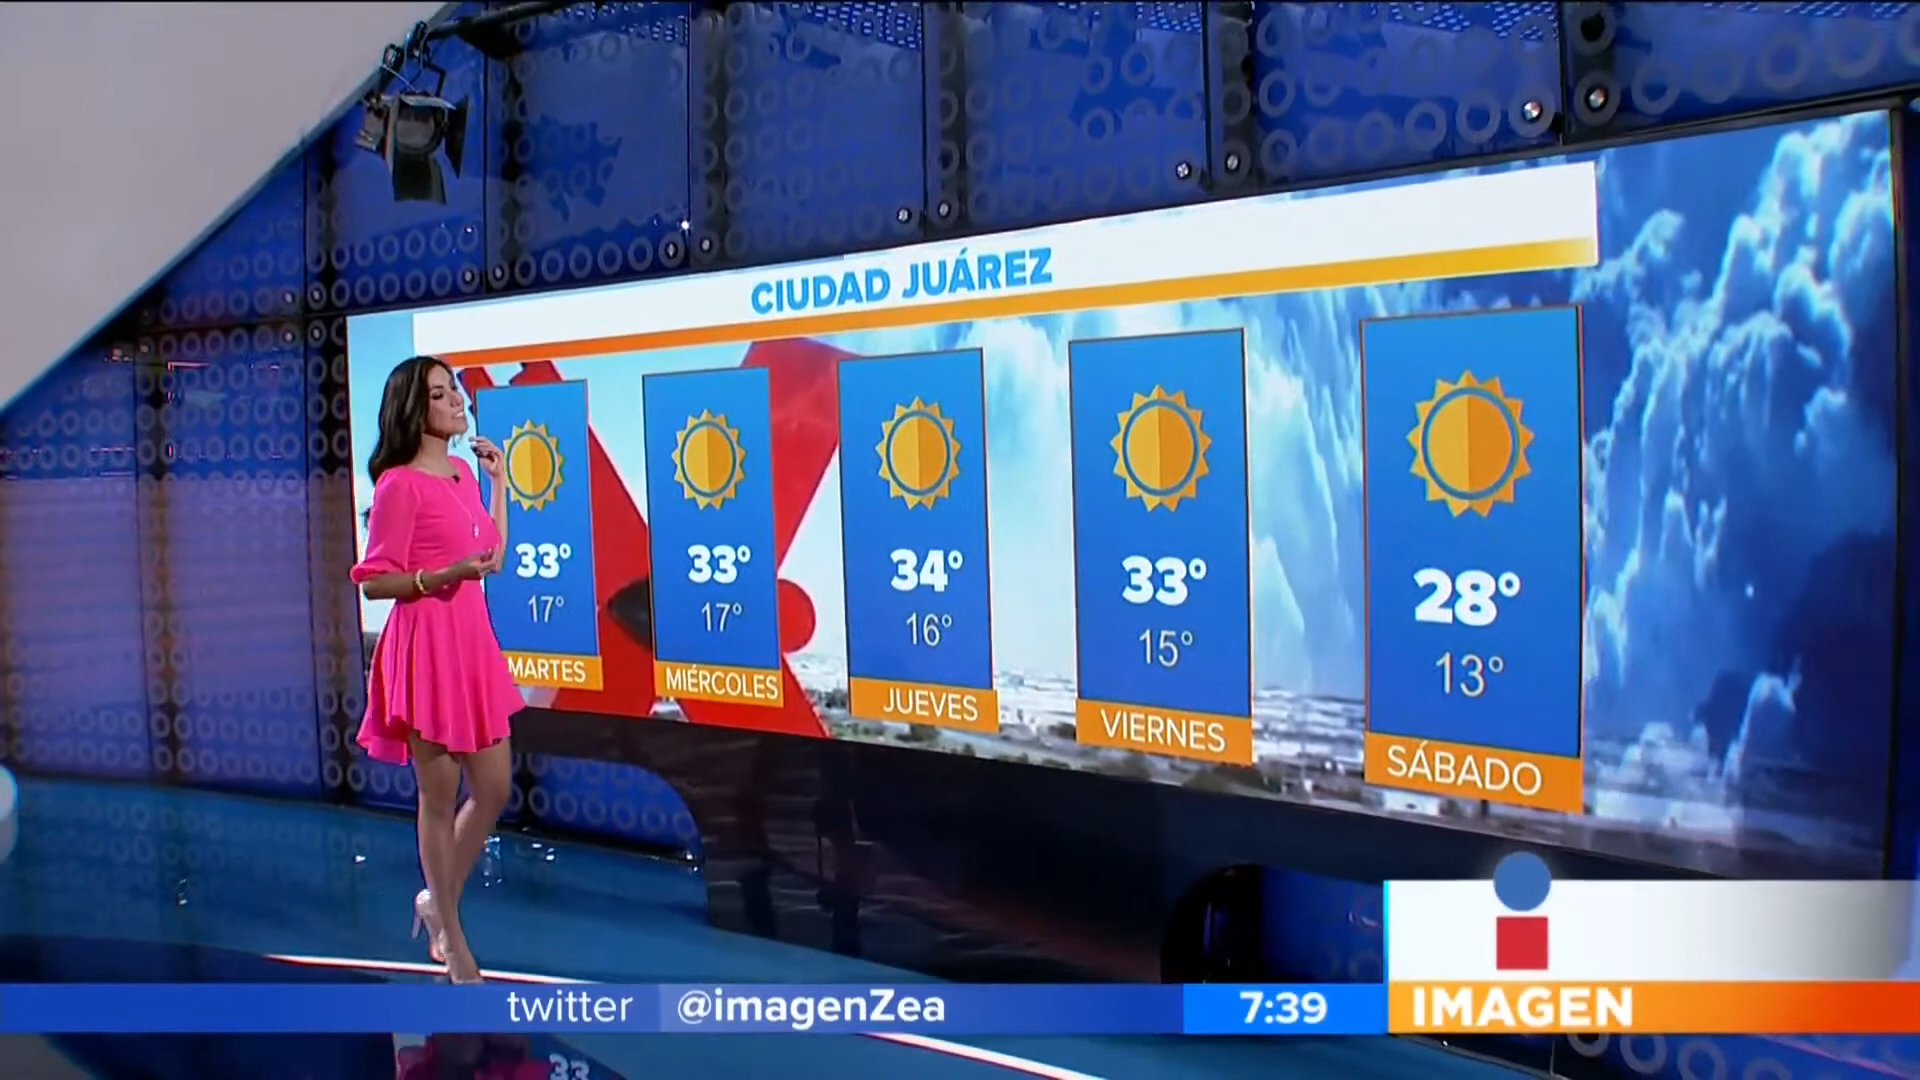 CIUDAD JUÁREZ
33°
17°
MARTES
33°
17°
MIÉRCOLES
34°
16°
JUEVES
33°
15°
VIERNES
28°
13°
SÁBADO
twitter @imagenZea
7:39
IMAGEN
33